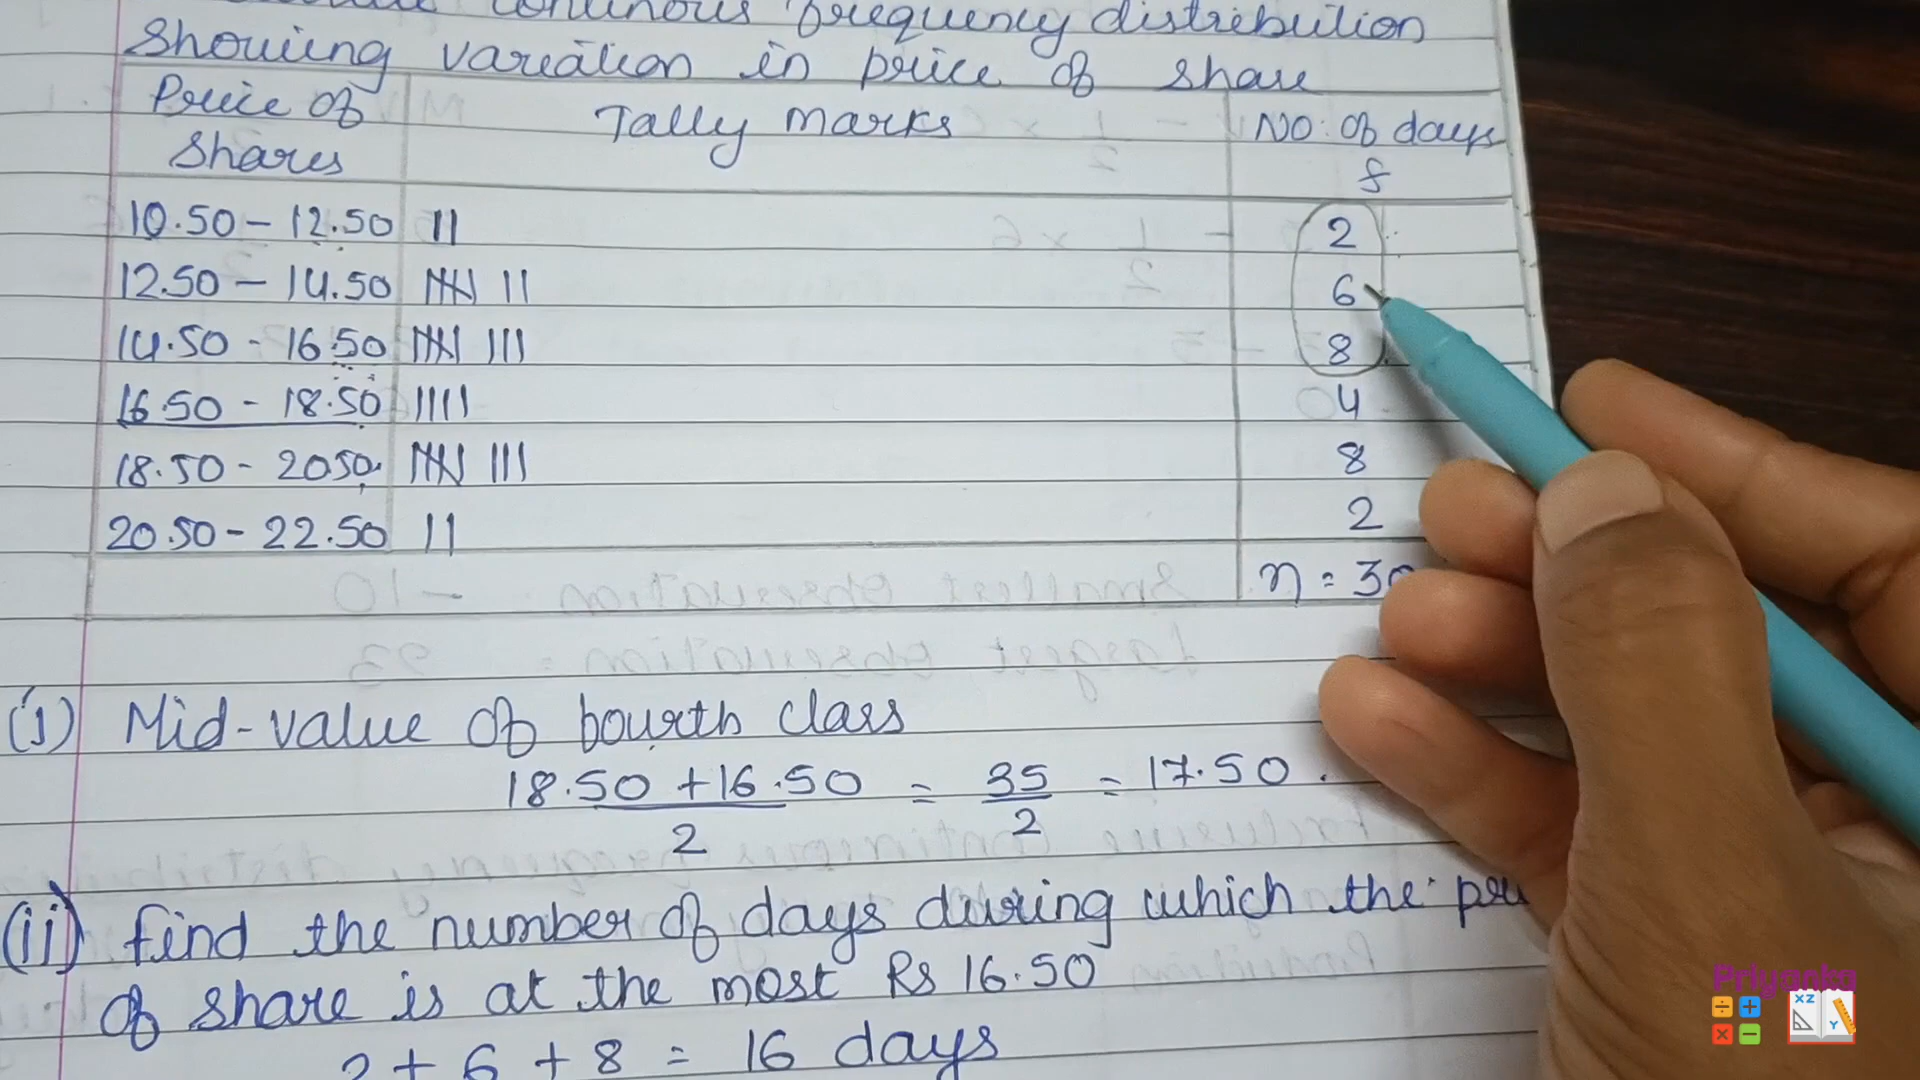 continuous frequency distribution
Showing variation in price of share
Price of Shares Tally marks No. of days f
10.50 - 12.50 || 2
12.50 - 14.50 |||| || 6
14.50 - 16.50 |||| ||| 8
16.50 - 18.50 |||| 4
18.50 - 20.50 |||| ||| 8
20.50 - 22.50 || 2
n = 30
(i) Mid-value of fourth class
18.50 + 16.50 / 2 = 35 / 2 = 17.50.
(ii) find the number of days during which the
of share is at the most Rs 16.50
2 + 6 + 8 = 16 days
Priyanka
XZ
Y